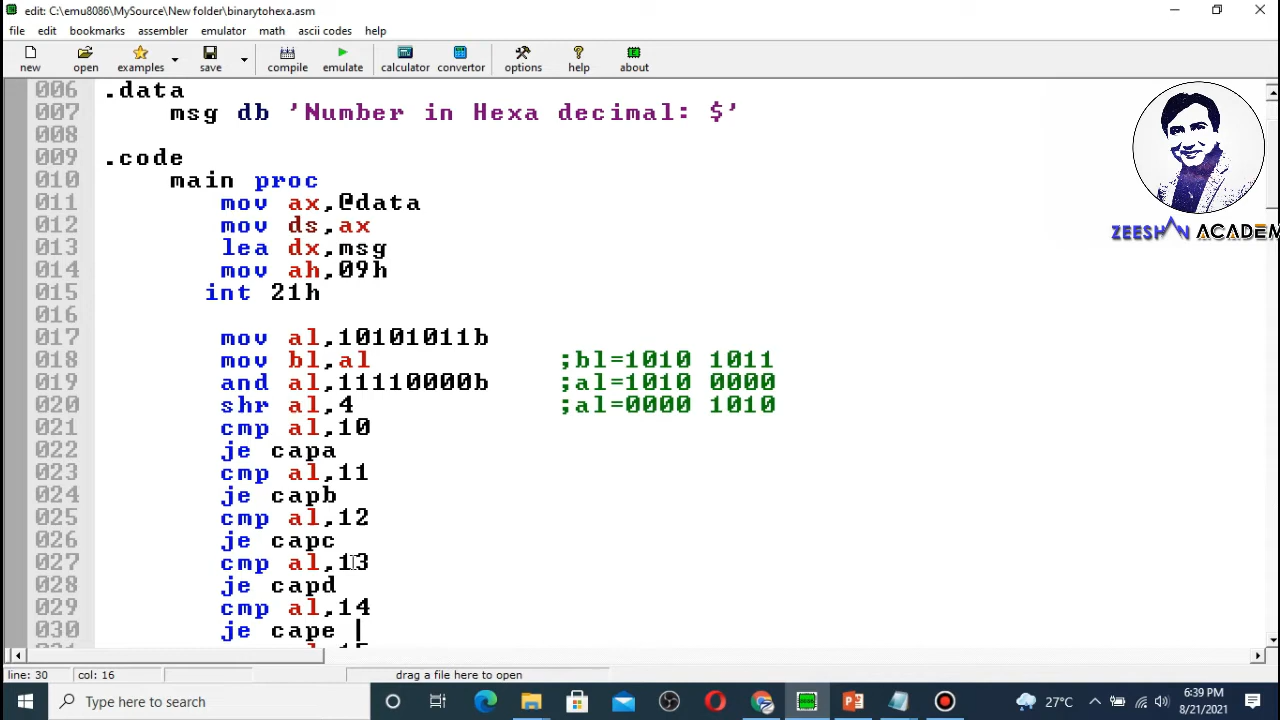 edit: C:\emu8086\MySource\New folder\binarytohexa.asm
file edit bookmarks assembler emulator math ascii codes help
new open examples save compile emulate calculator convertor options help about
006 .data
007 msg db 'Number in Hexa decimal: $'
008
009 .code
010 main proc
011 mov ax,@data
012 mov ds,ax
013 lea dx,msg
014 mov ah,09h
015 int 21h
016
017 mov al,10101011b
018 mov bl,al ;bl=1010 1011
019 and al,11110000b ;al=1010 0000
020 shr al,4 ;al=0000 1010
021 cmp al,10
022 je capa
023 cmp al,11
024 je capb
025 cmp al,12
026 je capc
027 cmp al,13
028 je capd
029 cmp al,14
030 je cape
ZEESHAN ACADEM
line: 30 col: 16 drag a file here to open
Type here to search
27°C
6:39 PM
8/21/2021